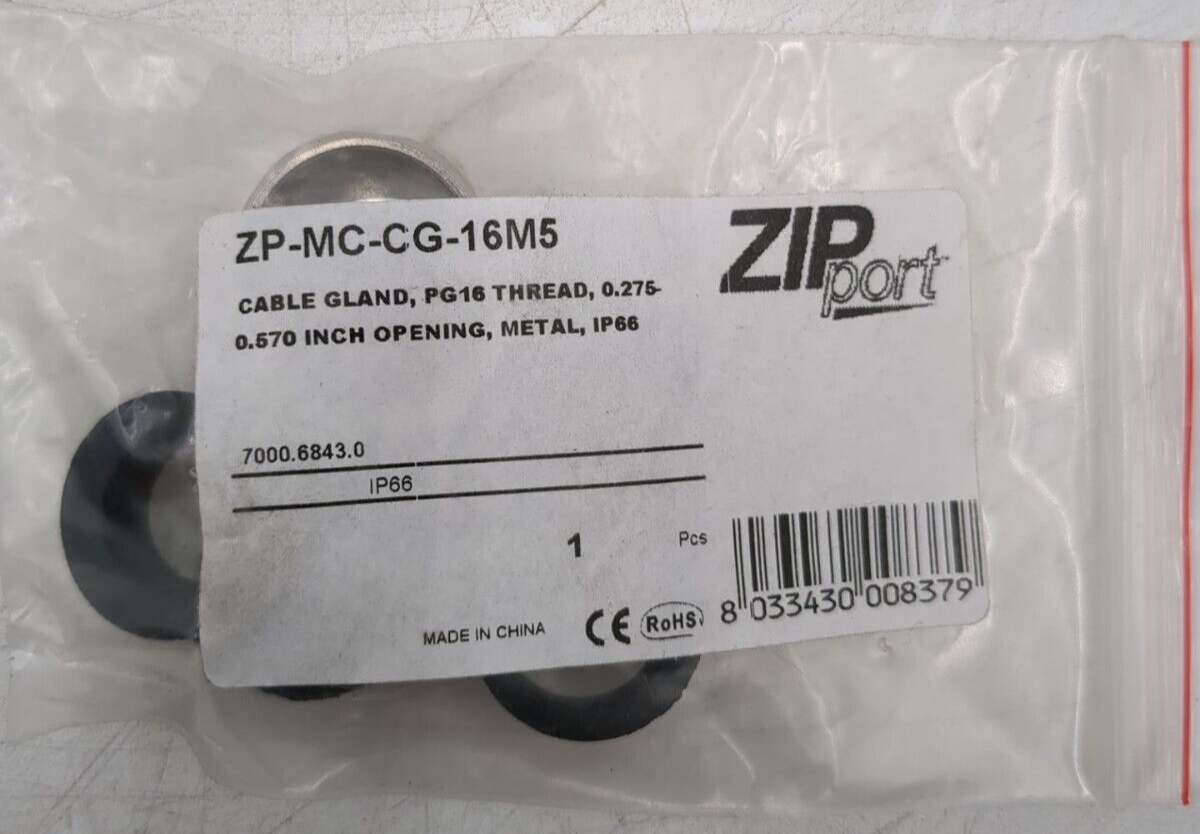 ZP-MC-CG-16M5
ZIPport
CABLE GLAND, PG16 THREAD, 0.275-
0.570 INCH OPENING, METAL, IP66
7000.6843.0
IP66
1 Pcs
MADE IN CHINA CE RoHS
8 033430 008379